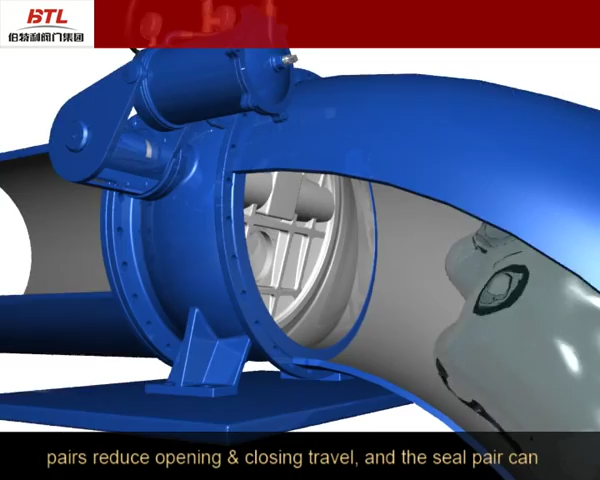 BTL
伯特利阀门集团
pairs reduce opening & closing travel, and the seal pair can